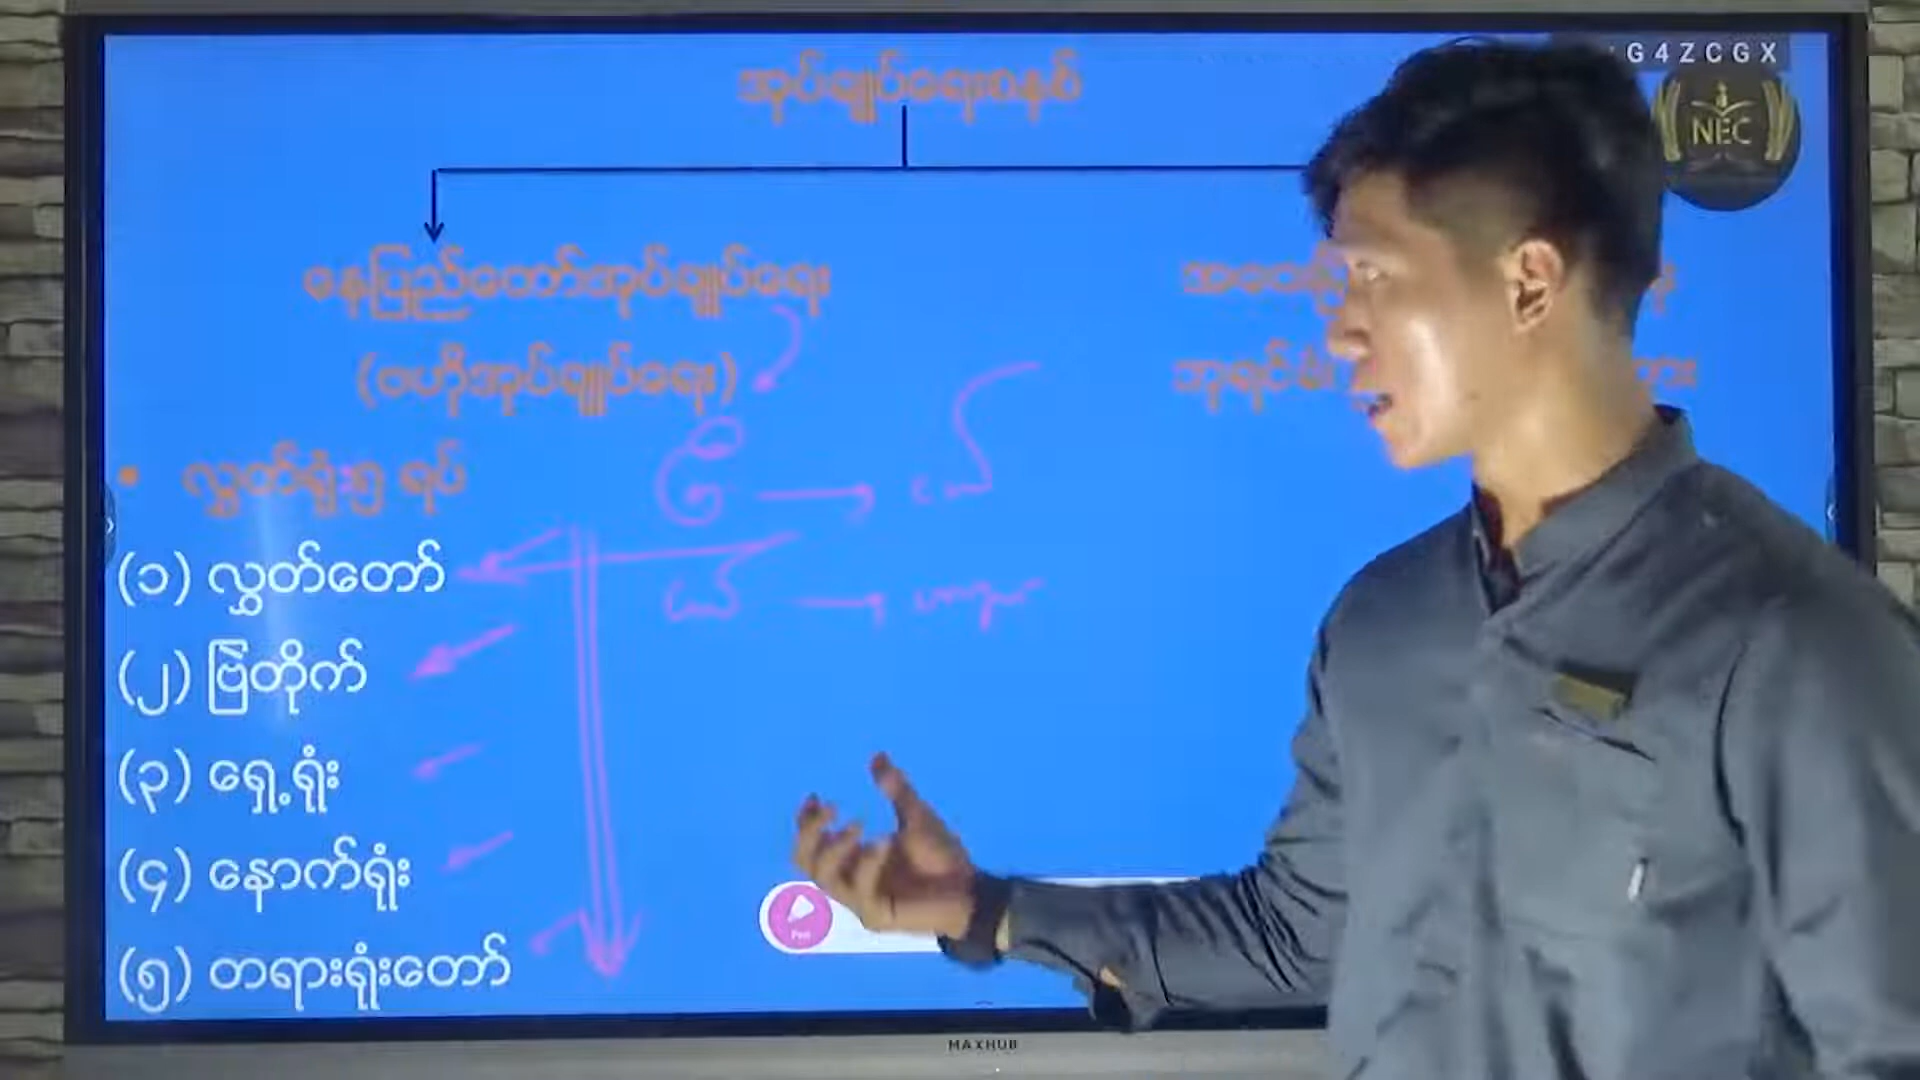 G4ZCGX
NEC
အုပ်ချုပ်ရေးစနစ်
နေပြည်တော်အုပ်ချုပ်ရေး
(ဗဟိုအုပ်ချုပ်ရေး)
• လွှတ်ရုံး၅ ရပ်
(၁) လွှတ်တော်
(၂) ဗြဲတိုက်
(၃) ရှေ့ရုံး
(၄) နောက်ရုံး
(၅) တရားရုံးတော်
Pen
MAXHUB